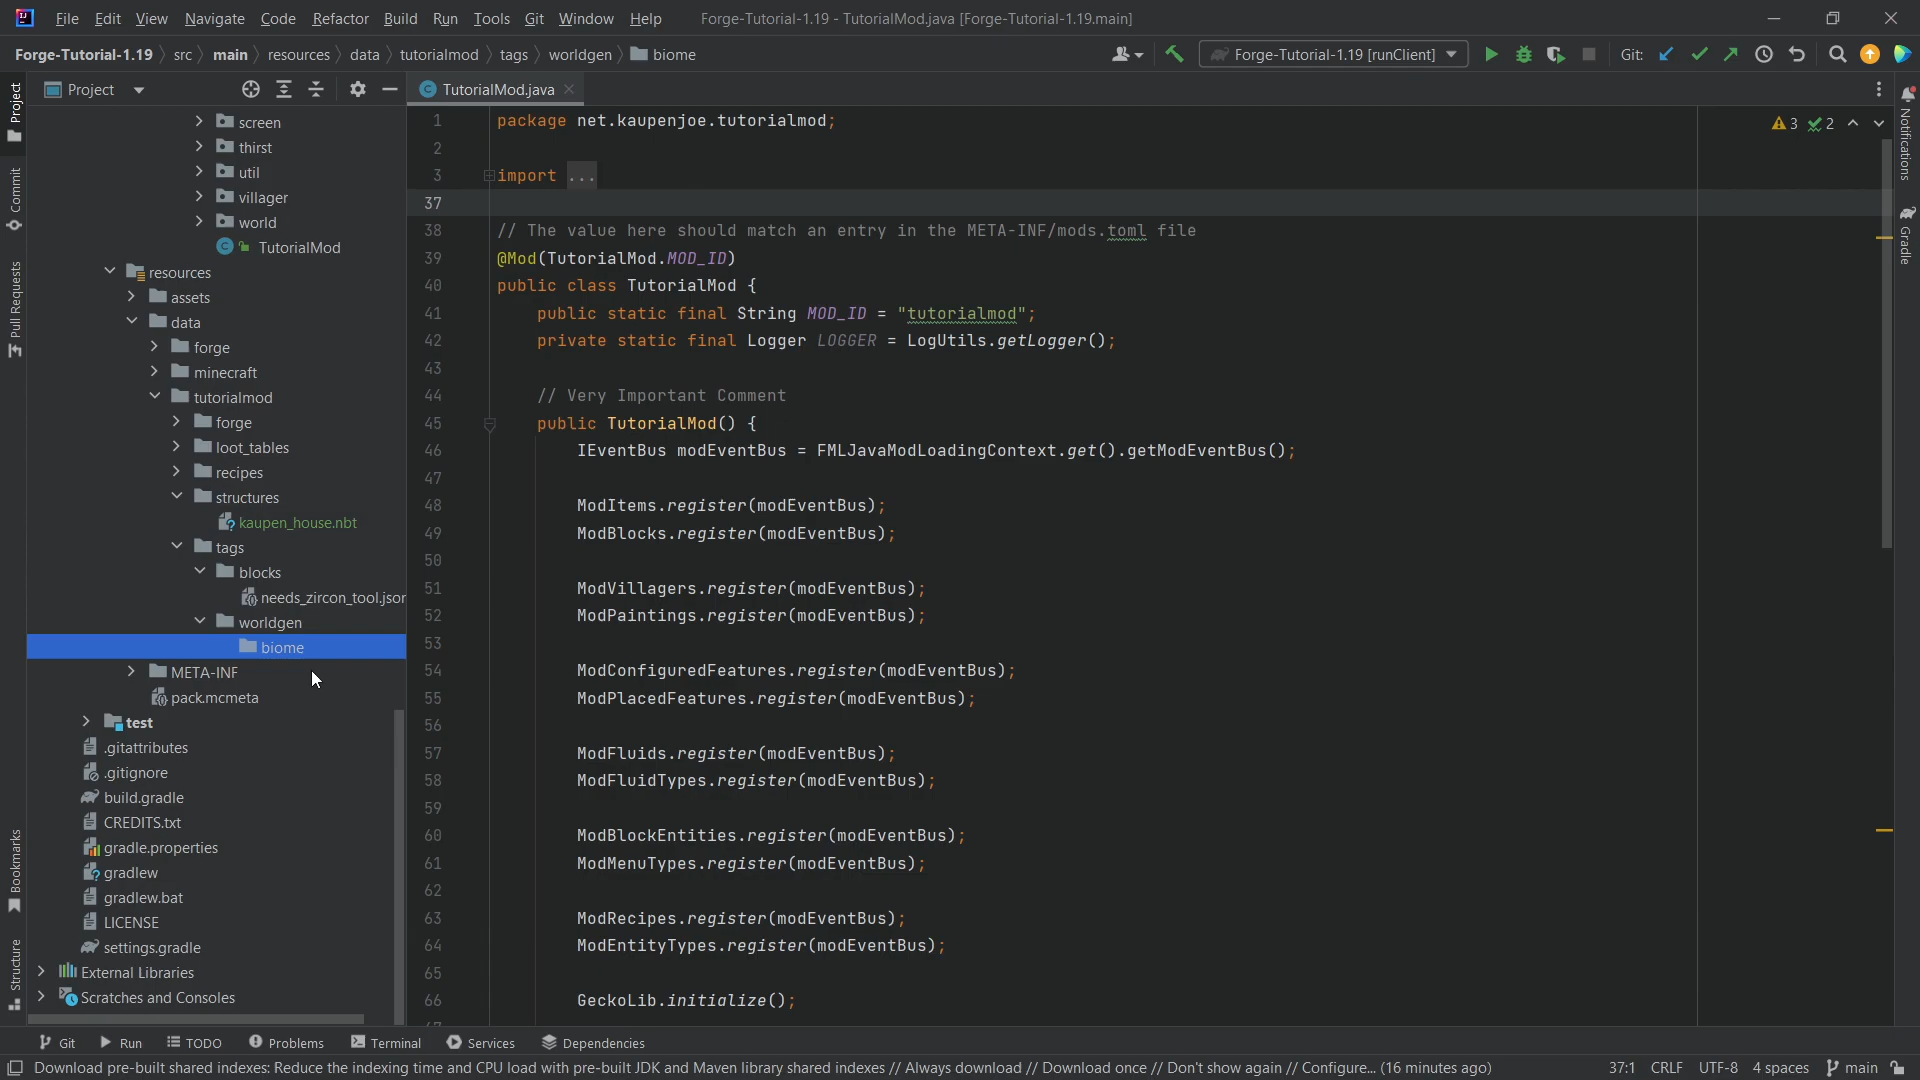 File Edit View Navigate Code Refactor Build Run Tools Git Window Help Forge-Tutorial-1.19 - TutorialMod.java [Forge-Tutorial-1.19.main]
Forge-Tutorial-1.19 src main resources data tutorialmod tags worldgen biome Forge-Tutorial-1.19 [runClient] Git:
Project TutorialMod.java
screen
thirst
util
villager
world
TutorialMod
resources
assets
data
forge
minecraft
tutorialmod
forge
loot_tables
recipes
structures
kaupen_house.nbt
tags
blocks
needs_zircon_tool.json
worldgen
biome
META-INF
pack.mcmeta
test
.gitattributes
.gitignore
build.gradle
CREDITS.txt
gradle.properties
gradlew
gradlew.bat
LICENSE
settings.gradle
External Libraries
Scratches and Consoles
1 package net.kaupenjoe.tutorialmod;
2
3 import ...
37
38 // The value here should match an entry in the META-INF/mods.toml file
39 @Mod(TutorialMod.MOD_ID)
40 public class TutorialMod {
41 public static final String MOD_ID = "tutorialmod";
42 private static final Logger LOGGER = LogUtils.getLogger();
43
44 // Very Important Comment
45 public TutorialMod() {
46 IEventBus modEventBus = FMLJavaModLoadingContext.get().getModEventBus();
47
48 ModItems.register(modEventBus);
49 ModBlocks.register(modEventBus);
50
51 ModVillagers.register(modEventBus);
52 ModPaintings.register(modEventBus);
53
54 ModConfiguredFeatures.register(modEventBus);
55 ModPlacedFeatures.register(modEventBus);
56
57 ModFluids.register(modEventBus);
58 ModFluidTypes.register(modEventBus);
59
60 ModBlockEntities.register(modEventBus);
61 ModMenuTypes.register(modEventBus);
62
63 ModRecipes.register(modEventBus);
64 ModEntityTypes.register(modEventBus);
65
66 GeckoLib.initialize();
3 2
Project
Commit
Pull Requests
Bookmarks
Structure
Notifications
Gradle
Git Run TODO Problems Terminal Services Dependencies
Download pre-built shared indexes: Reduce the indexing time and CPU load with pre-built JDK and Maven library shared indexes // Always download // Download once // Don't show again // Configure... (16 minutes ago) 37:1 CRLF UTF-8 4 spaces main